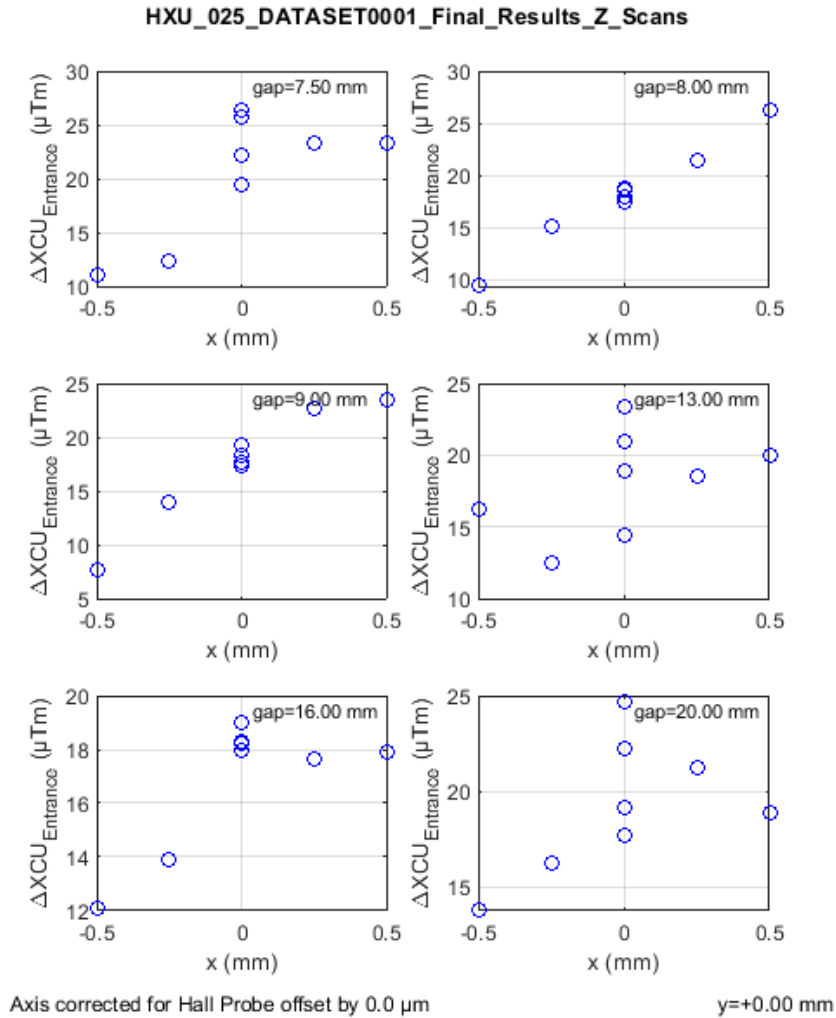 HXU_025_DATASET0001_Final_Results_Z_Scans
30
25
20
15
10
-0.5
0
0.5
gap=7.50 mm
ΔXCU_Entrance (µTm)
x (mm)
30
25
20
15
10
-0.5
0
0.5
gap=8.00 mm
ΔXCU_Entrance (µTm)
x (mm)
25
20
15
10
5
-0.5
0
0.5
gap=9.00 mm
ΔXCU_Entrance (µTm)
x (mm)
25
20
15
10
-0.5
0
0.5
gap=13.00 mm
ΔXCU_Entrance (µTm)
x (mm)
20
18
16
14
12
-0.5
0
0.5
gap=16.00 mm
ΔXCU_Entrance (µTm)
x (mm)
25
20
15
-0.5
0
0.5
gap=20.00 mm
ΔXCU_Entrance (µTm)
x (mm)
Axis corrected for Hall Probe offset by 0.0 µm
y=+0.00 mm